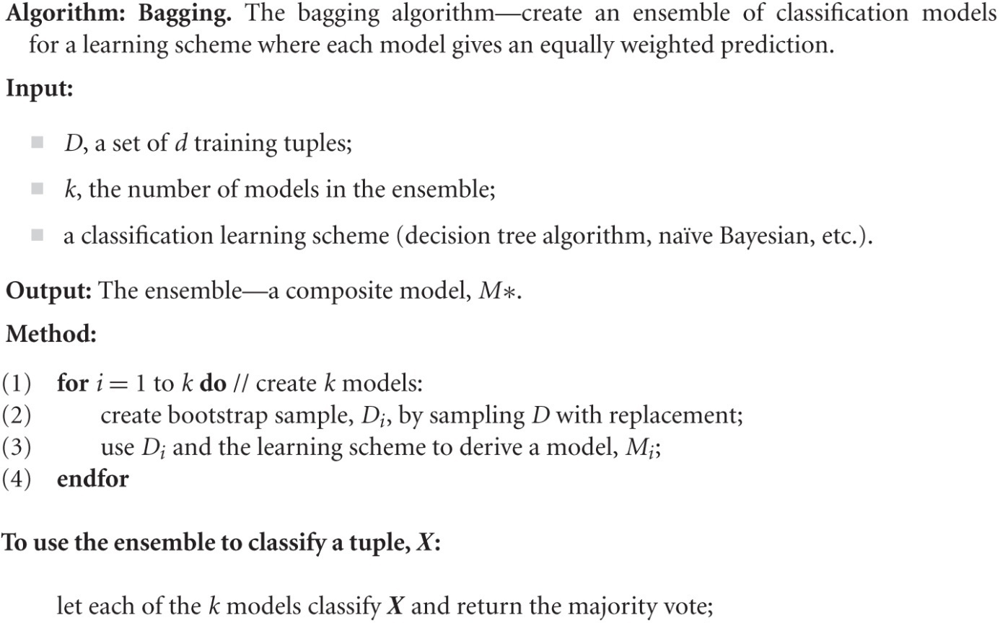 Algorithm: Bagging. The bagging algorithm—create an ensemble of classification models
for a learning scheme where each model gives an equally weighted prediction.
Input:
■ D, a set of d training tuples;
■ k, the number of models in the ensemble;
■ a classification learning scheme (decision tree algorithm, naïve Bayesian, etc.).
Output: The ensemble—a composite model, M∗.
Method:
(1) for i = 1 to k do // create k models:
(2) create bootstrap sample, Di, by sampling D with replacement;
(3) use Di and the learning scheme to derive a model, Mi;
(4) endfor
To use the ensemble to classify a tuple, X:
let each of the k models classify X and return the majority vote;